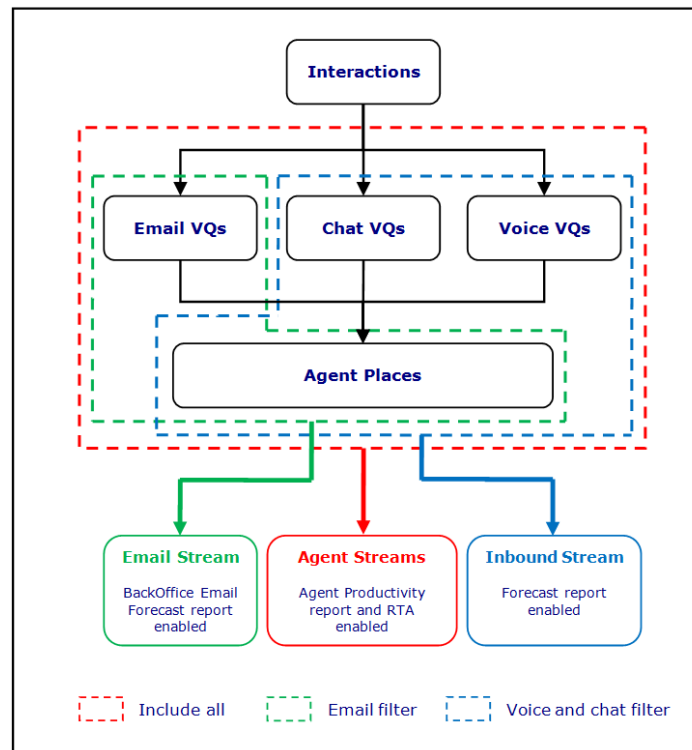 Interactions
Email VQs
Chat VQs
Voice VQs
Agent Places
Email Stream
BackOffice Email
Forecast report
enabled
Agent Streams
Agent Productivity
report and RTA
enabled
Inbound Stream
Forecast report
enabled
Include all
Email filter
Voice and chat filter